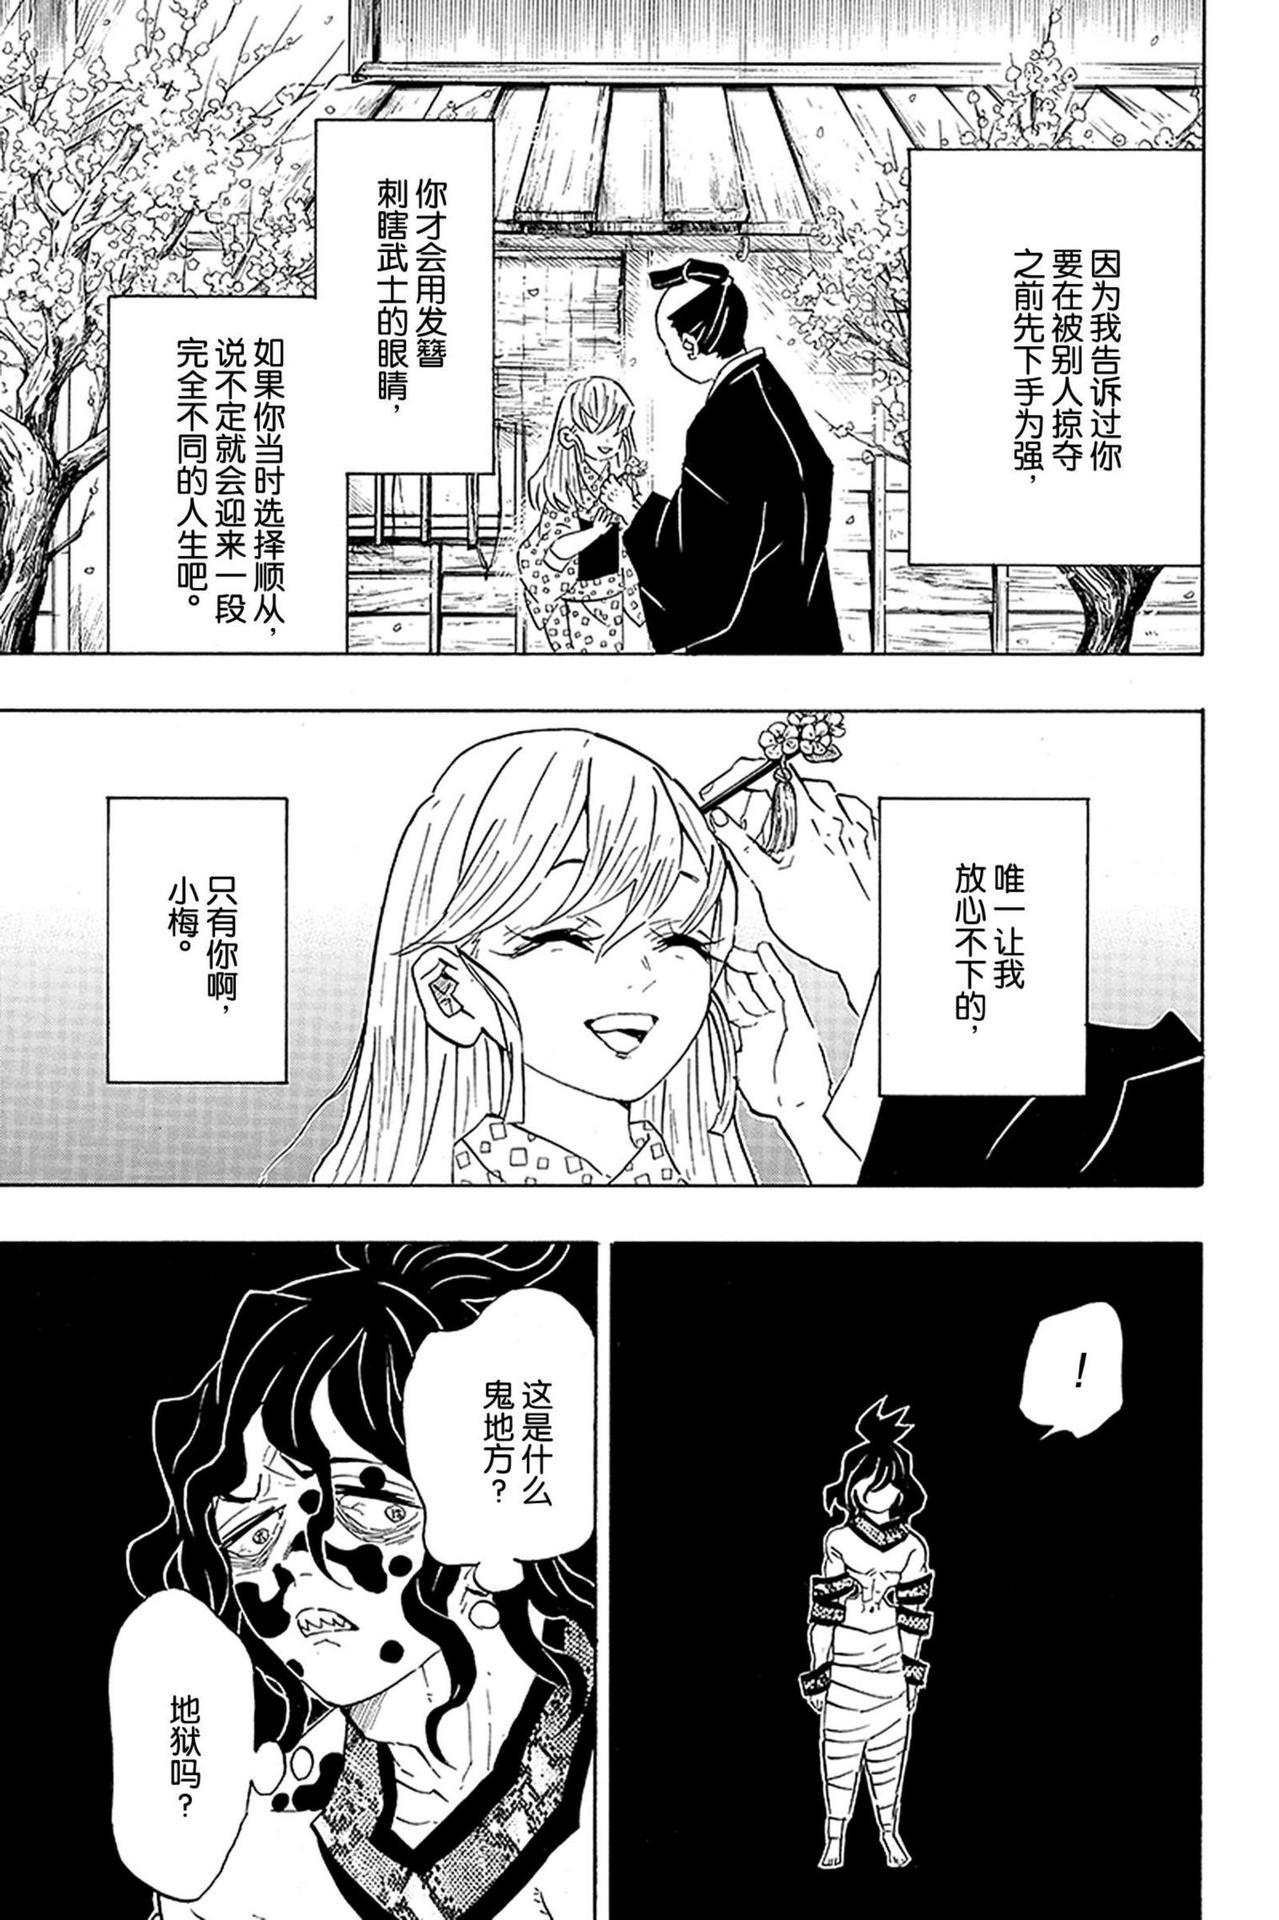 因为我告诉过你
要在被别人掠夺
之前先下手为强，
你才会用发簪
刺瞎武士的眼睛，
如果你当时选择顺从，
说不定就会迎来一段
完全不同的人生吧。
唯一让我
放心不下的，
只有你啊，
小梅。
！
这是什么
鬼地方？
地狱吗？